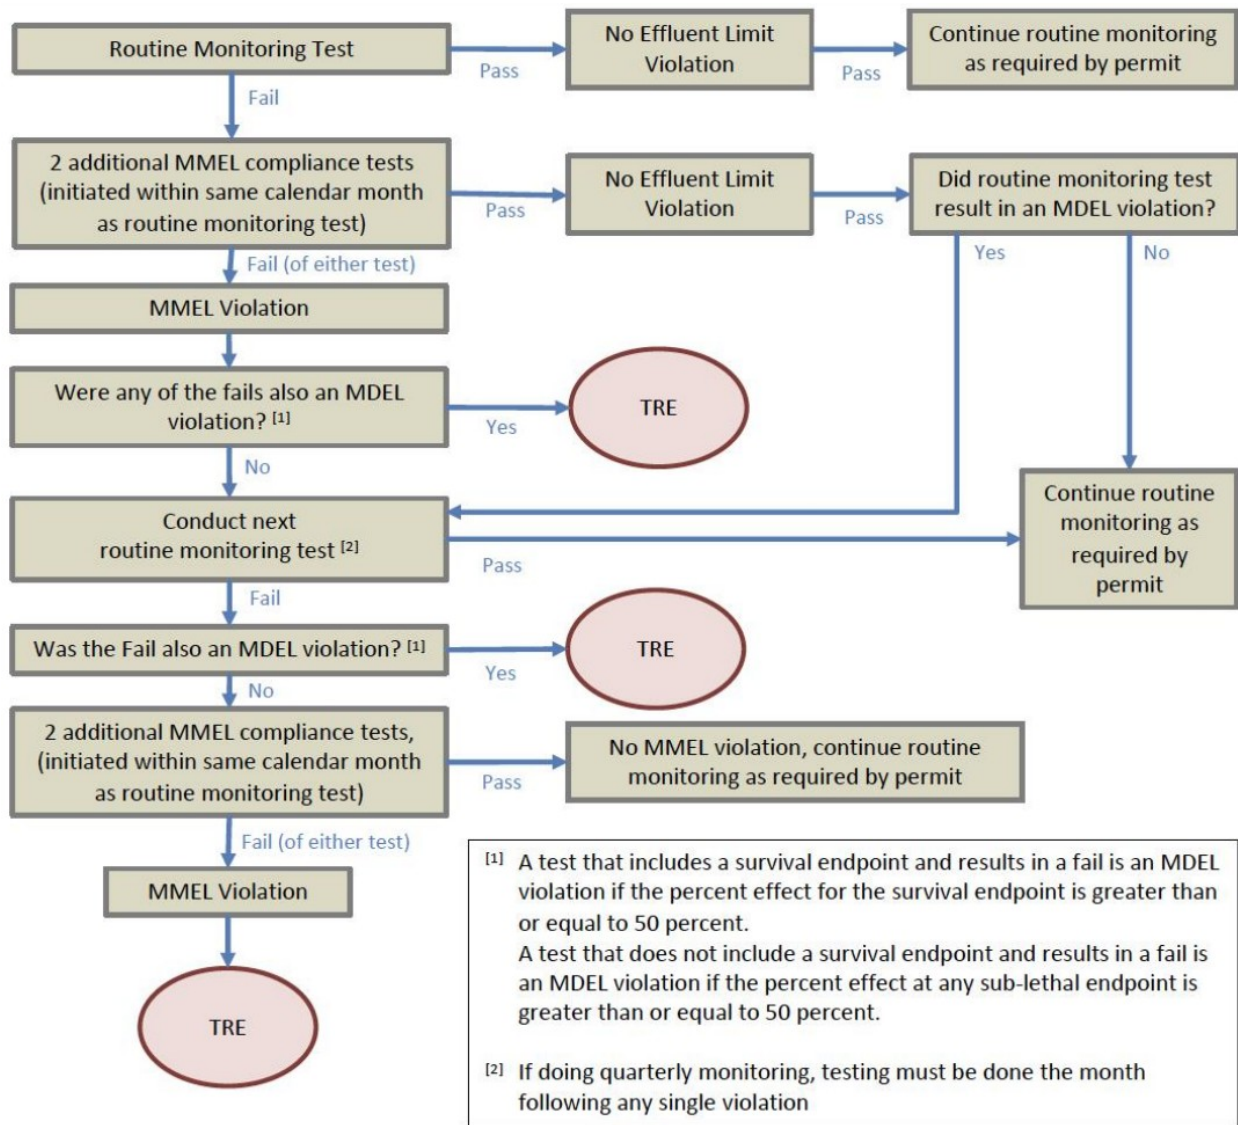 Routine Monitoring Test
Pass
No Effluent Limit
Violation
Pass
Continue routine monitoring
as required by permit
Fail
2 additional MMEL compliance tests
(initiated within same calendar month
as routine monitoring test)
Pass
No Effluent Limit
Violation
Pass
Did routine monitoring test
result in an MDEL violation?
Fail (of either test)
Yes
No
MMEL Violation
Were any of the fails also an MDEL
violation? [1]
Yes
TRE
No
Conduct next
routine monitoring test [2]
Pass
Continue routine
monitoring as
required by
permit
Fail
Was the Fail also an MDEL violation? [1]
Yes
TRE
No
2 additional MMEL compliance tests,
(initiated within same calendar month
as routine monitoring test)
Pass
No MMEL violation, continue routine
monitoring as required by permit
Fail (of either test)
MMEL Violation
TRE
[1] A test that includes a survival endpoint and results in a fail is an MDEL
violation if the percent effect for the survival endpoint is greater than
or equal to 50 percent.
A test that does not include a survival endpoint and results in a fail is
an MDEL violation if the percent effect at any sub-lethal endpoint is
greater than or equal to 50 percent.
[2] If doing quarterly monitoring, testing must be done the month
following any single violation